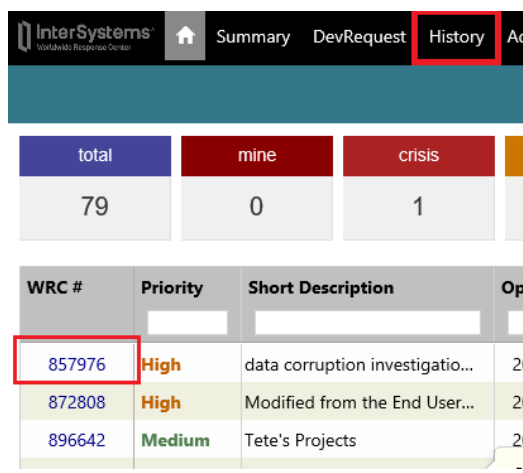 InterSystems
Worldwide Response Center
Summary DevRequest History
total mine crisis
79 0 1
WRC # Priority Short Description
857976 High data corruption investigatio...
872808 High Modified from the End User...
896642 Medium Tete's Projects